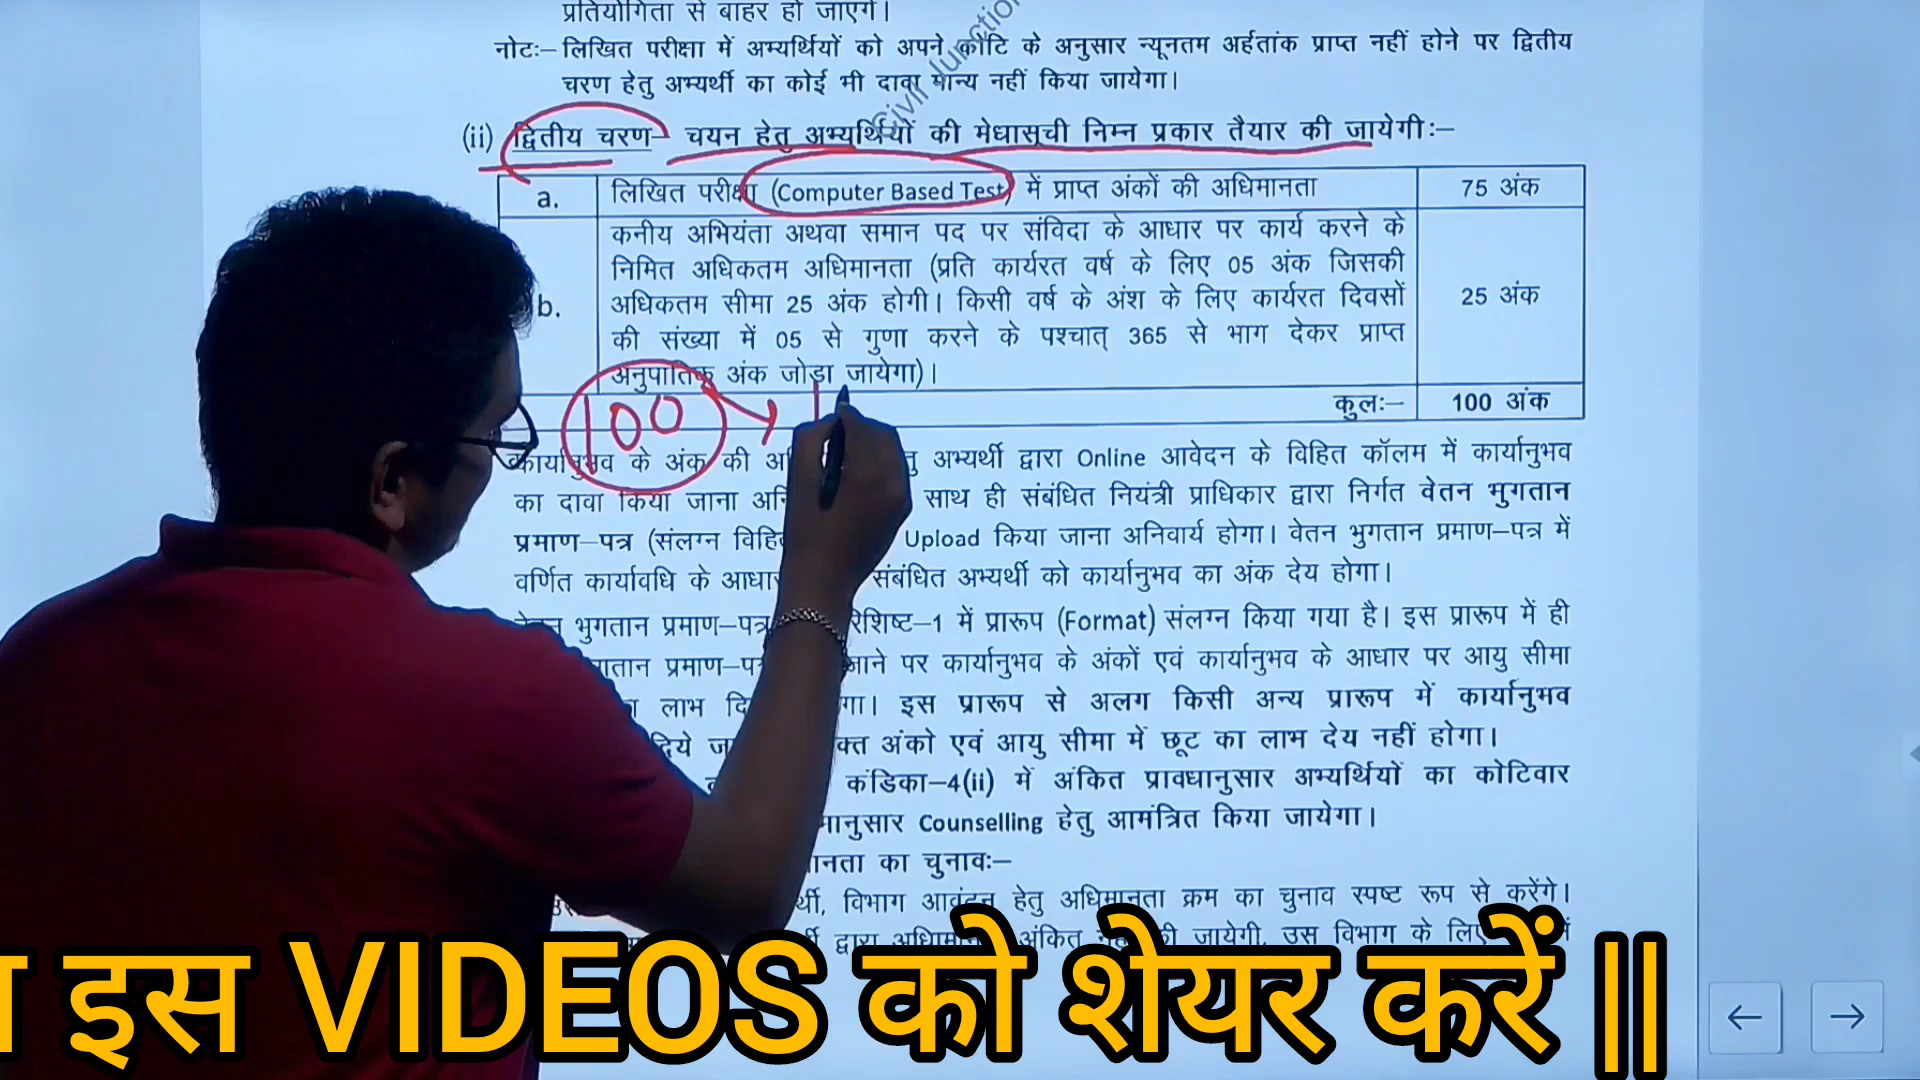 प्रतियोगिता से बाहर हो जाएगे।
नोटः– लिखित परीक्षा में अभ्यर्थियों को अपने कोटि के अनुसार न्यूनतम अर्हतांक प्राप्त नहीं होने पर द्वितीय
चरण हेतु अभ्यर्थी का कोई भी दावा मान्य नहीं किया जायेगा।
Civil Junction
(ii) द्वितीय चरण– चयन हेतु अभ्यर्थियों की मेधासूची निम्न प्रकार तैयार की जायेगीः–
a. लिखित परीक्षा (Computer Based Test) में प्राप्त अंकों की अधिमानता 75 अंक
कनीय अभियंता अथवा समान पद पर संविदा के आधार पर कार्य करने के
निमित अधिकतम अधिमानता (प्रति कार्यरत वर्ष के लिए 05 अंक जिसकी
b. अधिकतम सीमा 25 अंक होगी। किसी वर्ष के अंश के लिए कार्यरत दिवसों 25 अंक
की संख्या में 05 से गुणा करने के पश्चात् 365 से भाग देकर प्राप्त
अनुपातिक अंक जोड़ा जायेगा)।
100
कुलः– 100 अंक
कार्यानुभव के अंक की अभ्यर्थी द्वारा Online आवेदन के विहित कॉलम में कार्यानुभव
का दावा किया जाना साथ ही संबंधित नियंत्री प्राधिकार द्वारा निर्गत वेतन भुगतान
प्रमाण–पत्र (संलग्न Upload किया जाना अनिवार्य होगा। वेतन भुगतान प्रमाण–पत्र में
वर्णित कार्यावधि के संबंधित अभ्यर्थी को कार्यानुभव का अंक देय होगा।
भुगतान प्रमाण–पत्र में प्रारूप (Format) संलग्न किया गया है। इस प्रारूप में ही
प्रमाण–पत्र जाने पर कार्यानुभव के अंकों एवं कार्यानुभव के आधार पर आयु सीमा
लाभ इस प्रारूप से अलग किसी अन्य प्रारूप में कार्यानुभव
अंको एवं आयु सीमा में छूट का लाभ देय नहीं होगा।
कंडिका–4(ii) में अंकित प्रावधानुसार अभ्यर्थियों का कोटिवार
Counselling हेतु आमंत्रित किया जायेगा।
का चुनावः–
विभाग आवंटन हेतु अधिमानता क्रम का चुनाव स्पष्ट रूप से करेंगे।
द्वारा अंकित की जायेगी, उस विभाग के लिए
इस VIDEOS को शेयर करें ||